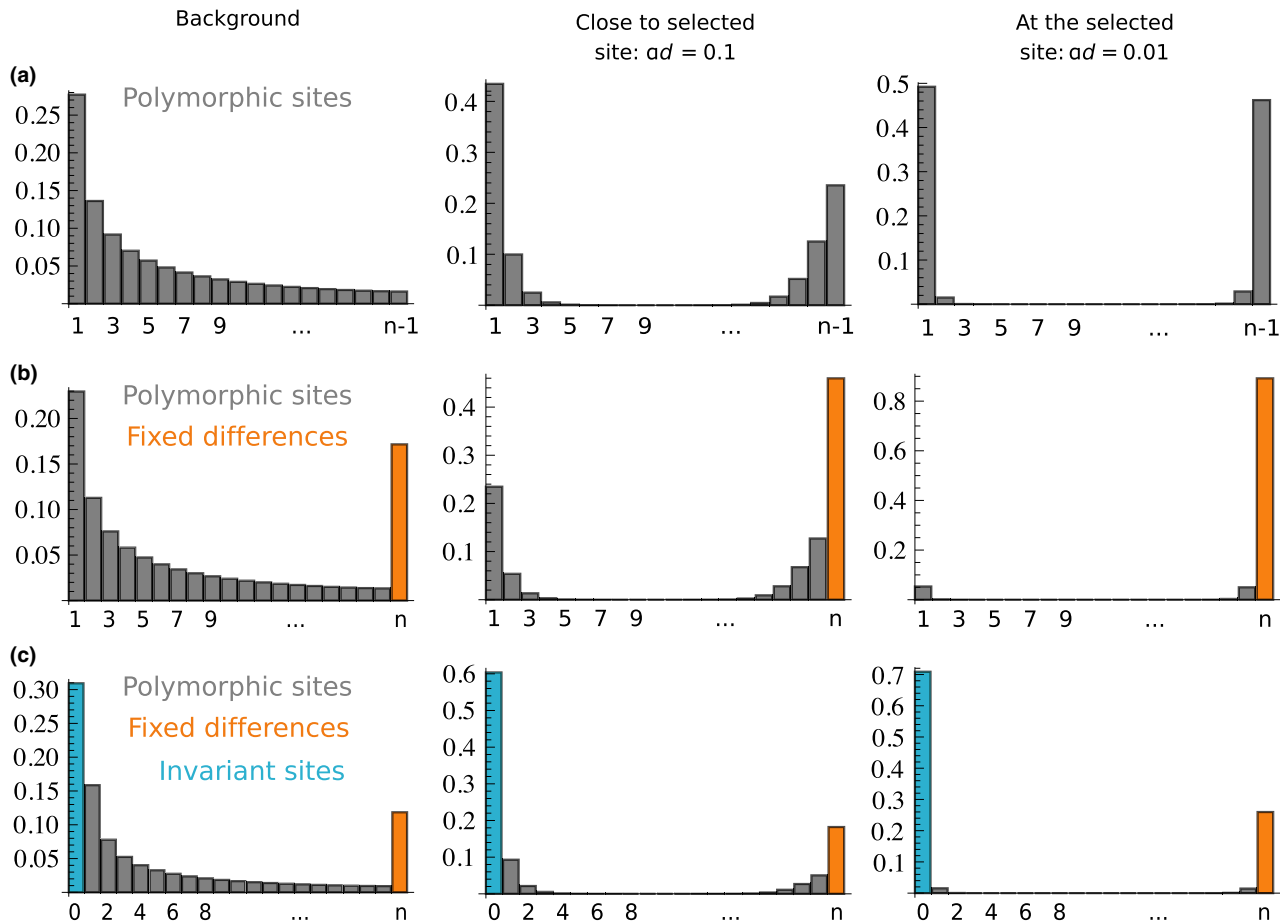 Background
Close to selected
site: αd = 0.1
At the selected
site: αd = 0.01
(a)
Polymorphic sites
0.25
0.20
0.15
0.10
0.05
1 3 5 7 9 ... n-1
0.4
0.3
0.2
0.1
1 3 5 7 9 ... n-1
0.5
0.4
0.3
0.2
0.1
1 3 5 7 9 ... n-1
(b)
Polymorphic sites
Fixed differences
0.20
0.15
0.10
0.05
1 3 5 7 9 ... n
0.4
0.3
0.2
0.1
1 3 5 7 9 ... n
0.8
0.6
0.4
0.2
1 3 5 7 9 ... n
(c)
Polymorphic sites
Fixed differences
Invariant sites
0.30
0.25
0.20
0.15
0.10
0.05
0 2 4 6 8 ... n
0.6
0.5
0.4
0.3
0.2
0.1
0 2 4 6 8 ... n
0.7
0.6
0.5
0.4
0.3
0.2
0.1
0 2 4 6 8 ... n